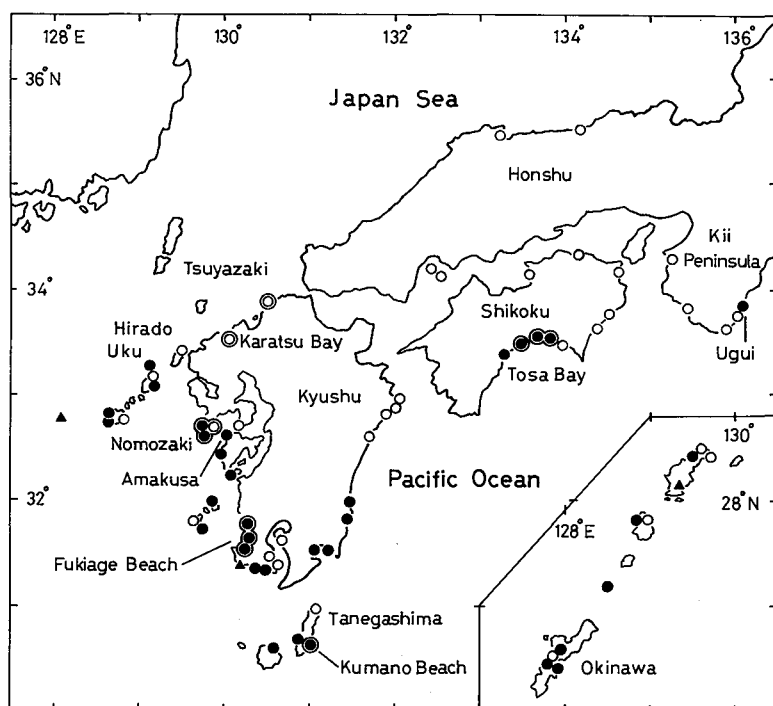 128°E
130°
132°
134°
136°
36°N
Japan Sea
Honshu
Kii
Peninsula
Tsuyazaki
34°
Shikoku
Hirado
Karatsu Bay
Uku
Ugui
Tosa Bay
Kyushu
Nomozaki
130°
Amakusa
Pacific Ocean
32°
28°N
128°E
Fukiage Beach
Tanegashima
Kumano Beach
Okinawa